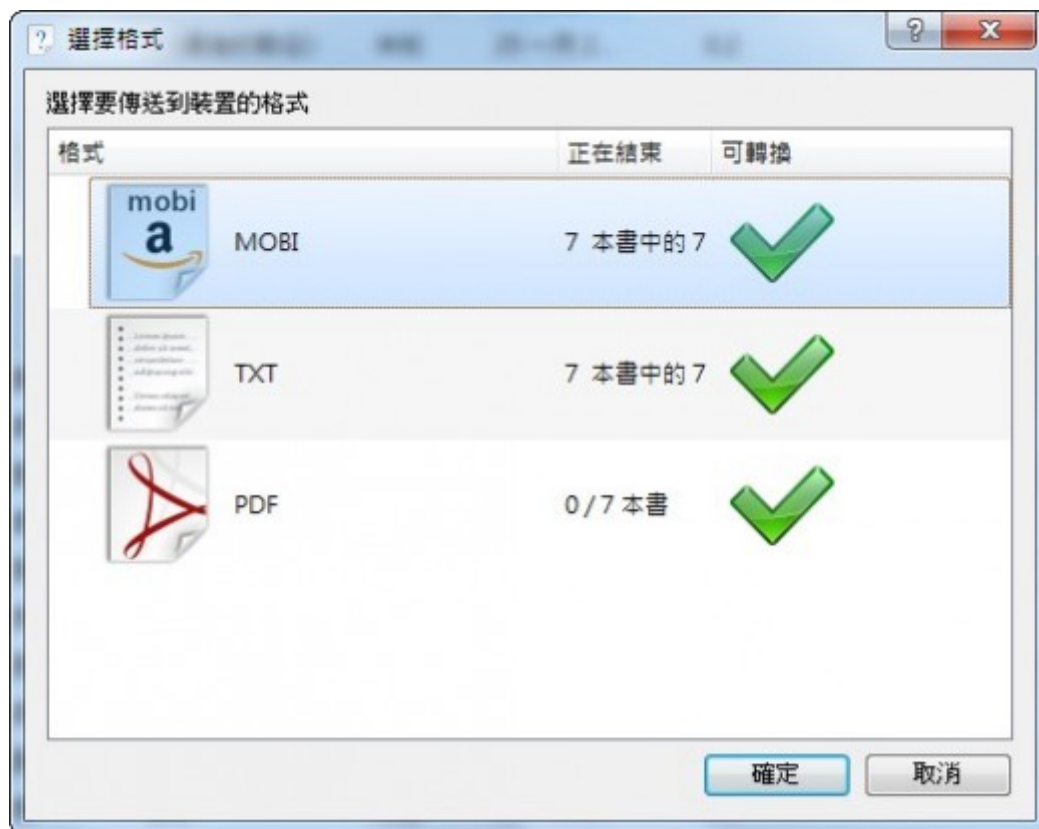 選擇格式
選擇要傳送到裝置的格式
格式 正在結束 可轉換
mobi
a
MOBI 7 本書中的 7
TXT 7 本書中的 7
PDF 0 / 7 本書
確定 取消